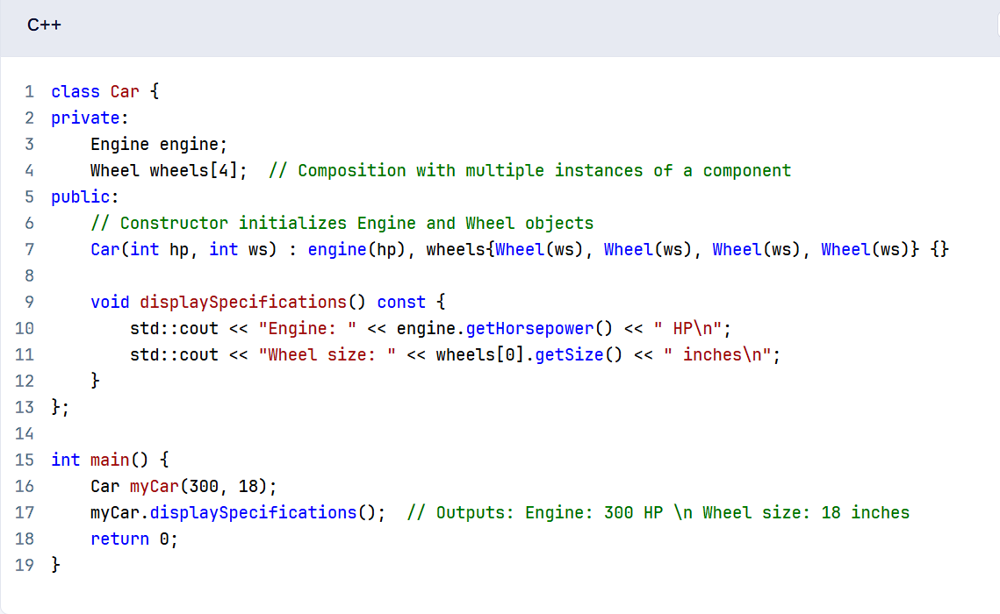 C++
1 class Car {
2 private:
3     Engine engine;
4     Wheel wheels[4];  // Composition with multiple instances of a component
5 public:
6     // Constructor initializes Engine and Wheel objects
7     Car(int hp, int ws) : engine(hp), wheels{Wheel(ws), Wheel(ws), Wheel(ws), Wheel(ws)} {}
8
9     void displaySpecifications() const {
10         std::cout << "Engine: " << engine.getHorsepower() << " HP\n";
11         std::cout << "Wheel size: " << wheels[0].getSize() << " inches\n";
12     }
13 };
14
15 int main() {
16     Car myCar(300, 18);
17     myCar.displaySpecifications();  // Outputs: Engine: 300 HP \n Wheel size: 18 inches
18     return 0;
19 }